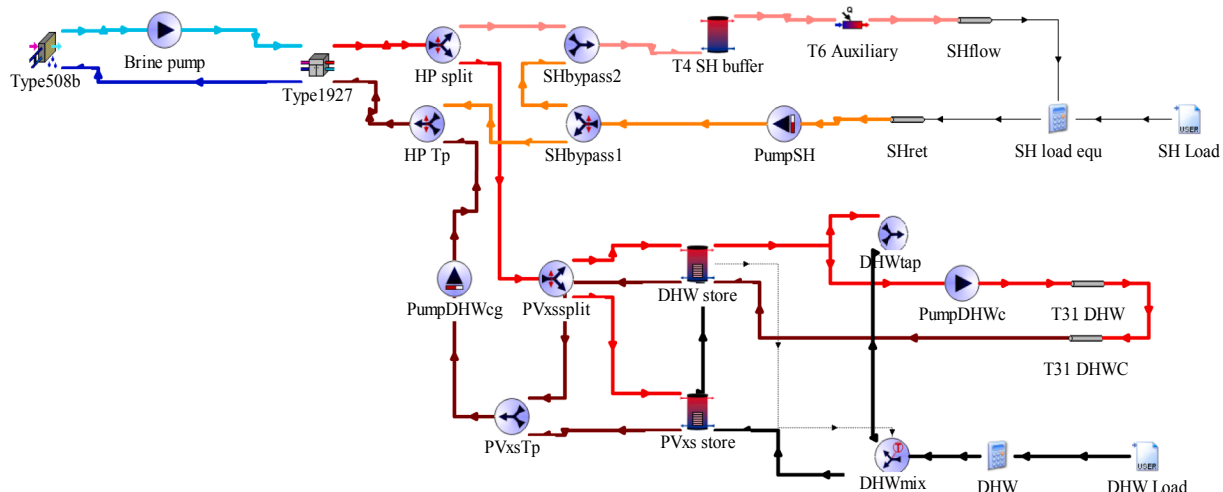 Type508b
Brine pump
Type1927
HP split
SHbypass2
T4 SH buffer
Q
T6 Auxiliary
SHflow
HP Tp
SHbypass1
PumpSH
SHret
SH load equ
USER
SH Load
PumpDHWcg
PVxssplit
DHW store
DHWtap
PumpDHWc
T31 DHW
T31 DHWC
PVxsTp
PVxs store
T
DHWmix
DHW
USER
DHW Load